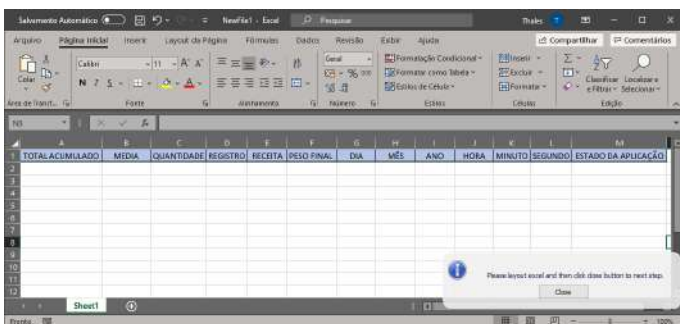 Salvamento Automático NewFile1 - Excel Pesquisar Thales T
Arquivo Página Inicial Inserir Layout da Página Fórmulas Dados Revisão Exibir Ajuda Compartilhar Comentários
Colar Calibri 11 A A Geral Formatação Condicional Inserir
N I S A % 000 Formatar como Tabela Excluir Classificar Localizar e
Estilos de Célula Formatar e Filtrar Selecionar
Área de Transf... Fonte Alinhamento Número Estilos Células Edição
N8 fx
A B C D E F G H I J K L M
1 TOTAL ACUMULADO MEDIA QUANTIDADE REGISTRO RECEITA PESO FINAL DIA MÊS ANO HORA MINUTO SEGUNDO ESTADO DA APLICAÇÃO
2
3
4
5
6
7
8
9
10
11
12
Please layout excel and then click close button to next step.
Close
Sheet1
Pronto 100%